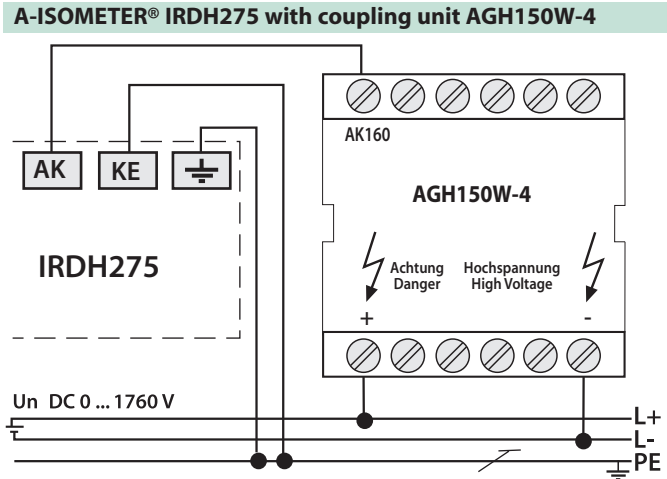 A-ISOMETER® IRDH275 with coupling unit AGH150W-4
AK160
AK KE
AGH150W-4
IRDH275
Achtung Hochspannung
Danger High Voltage
+ -
Un DC 0 ... 1760 V
L+
L-
PE